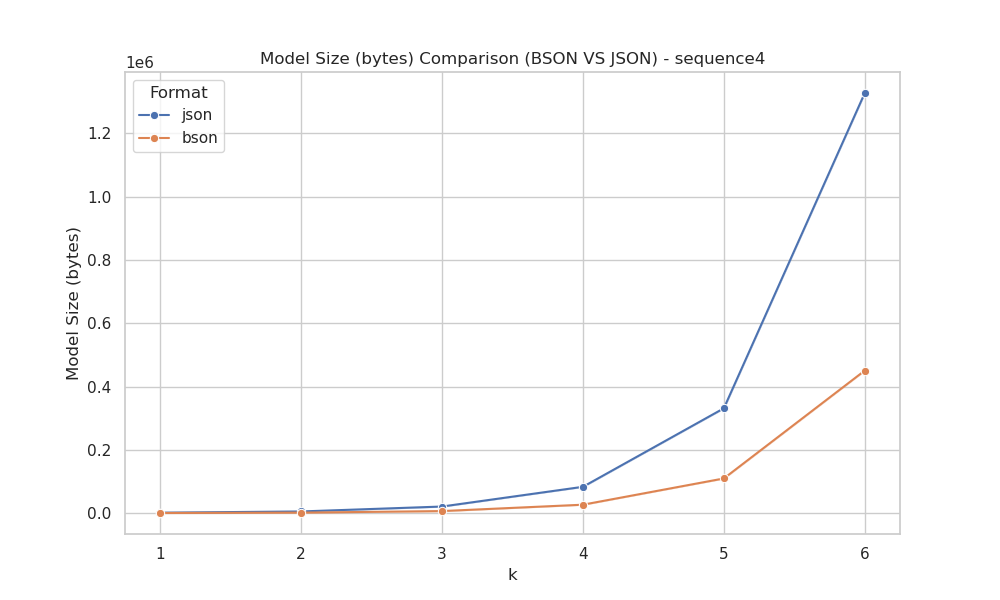 Model Size (bytes) Comparison (BSON VS JSON) - sequence4
1e6
Format
json
bson
Model Size (bytes)
1.2
1.0
0.8
0.6
0.4
0.2
0.0
1 2 3 4 5 6
k